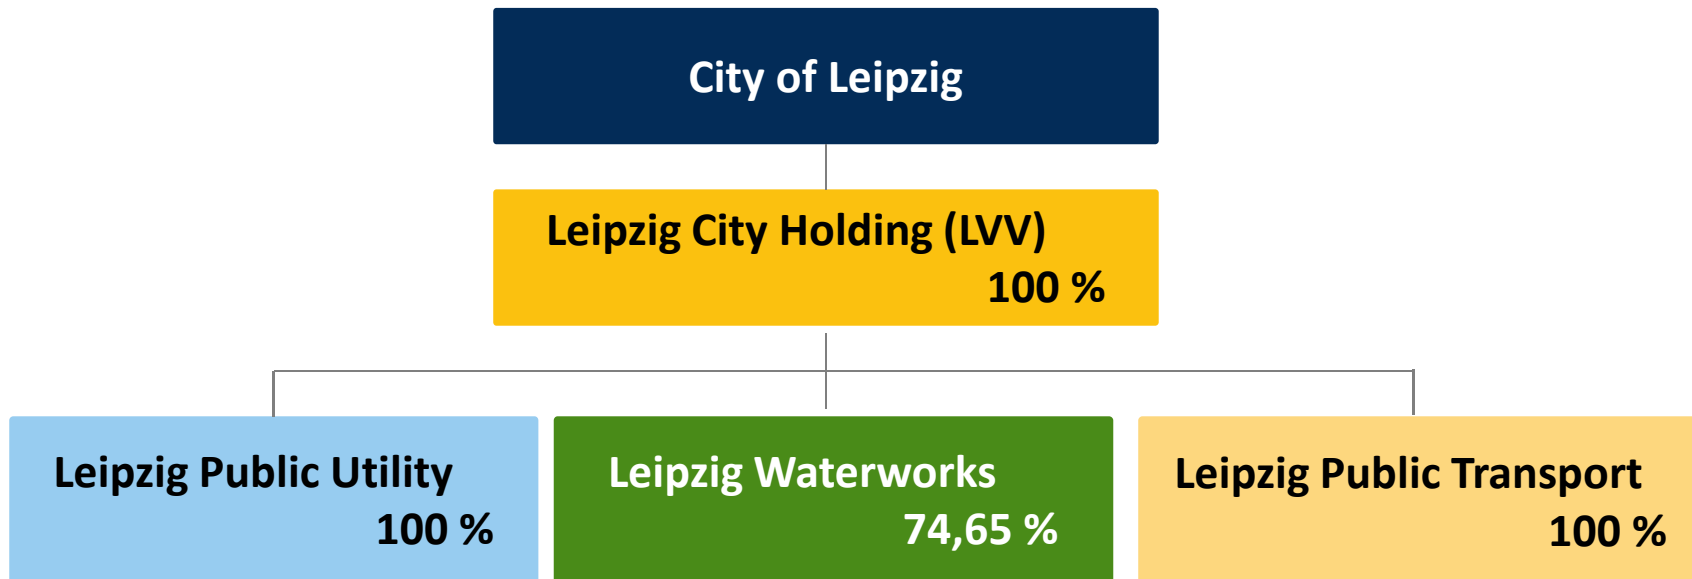 City of Leipzig
Leipzig City Holding (LVV)
100 %
Leipzig Public Utility
100 %
Leipzig Waterworks
74,65 %
Leipzig Public Transport
100 %